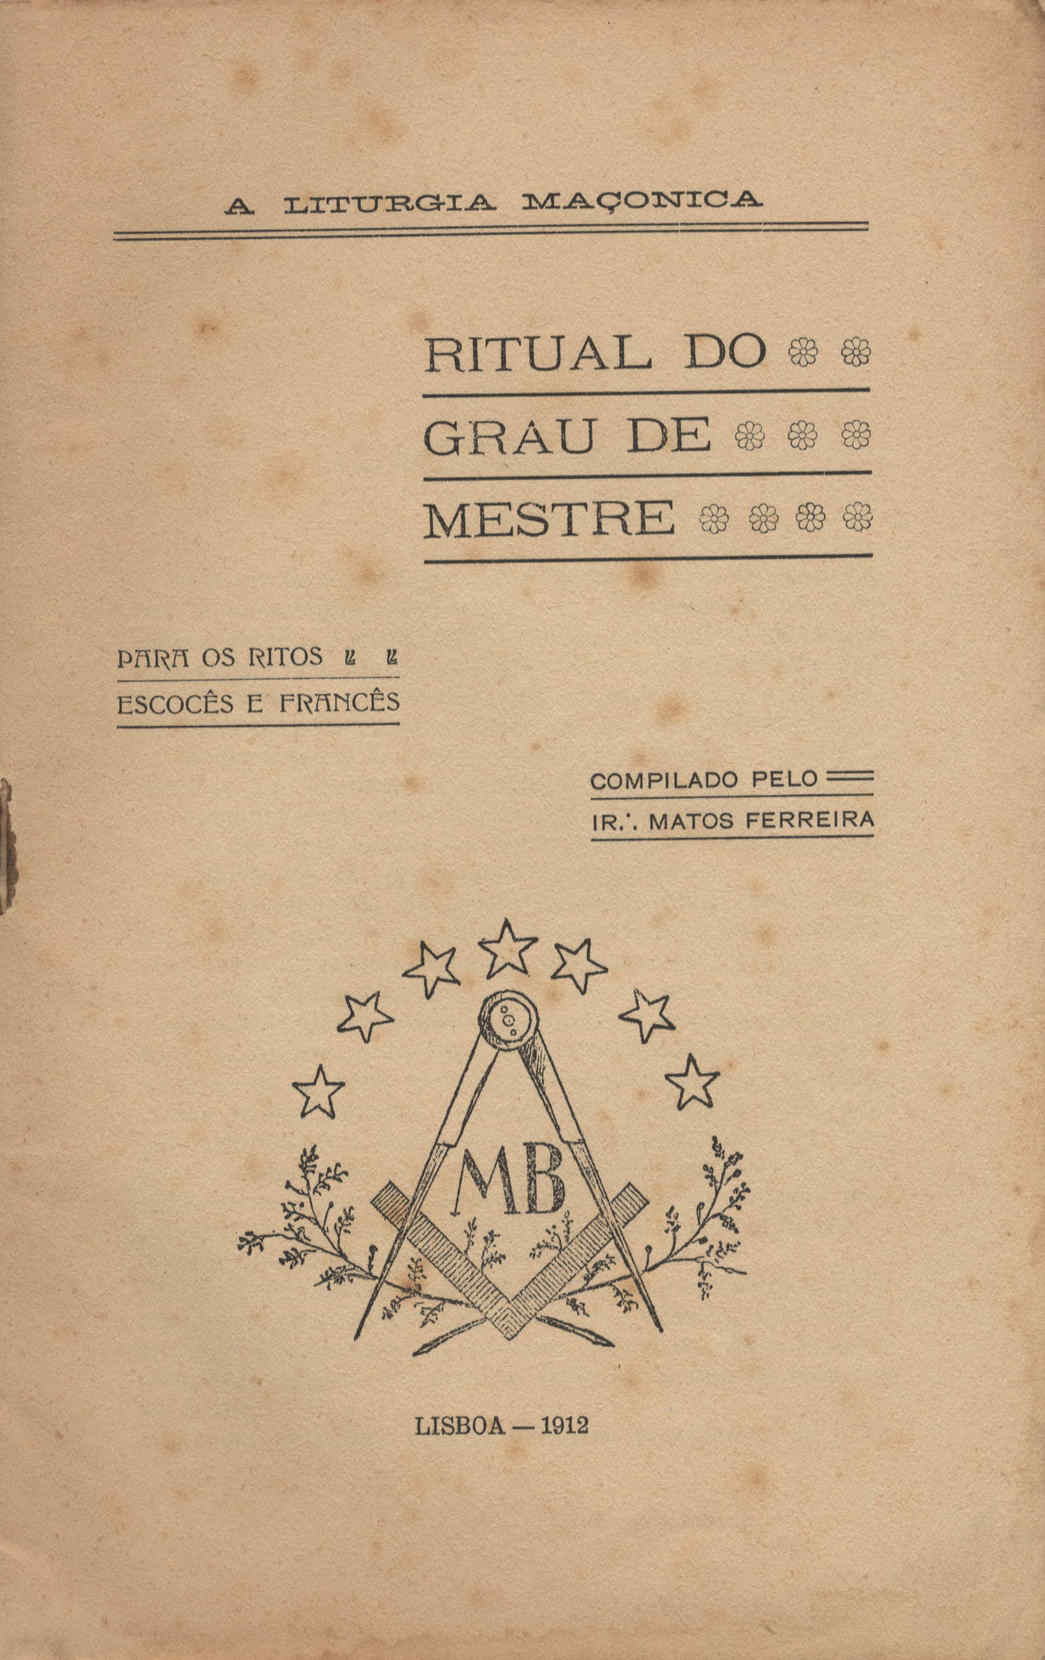 A LITURGIA MAÇONICA
RITUAL DO
GRAU DE
MESTRE
PARA OS RITOS
ESCOCÊS E FRANCÊS
COMPILADO PELO
IR.∴ MATOS FERREIRA
MB
LISBOA — 1912